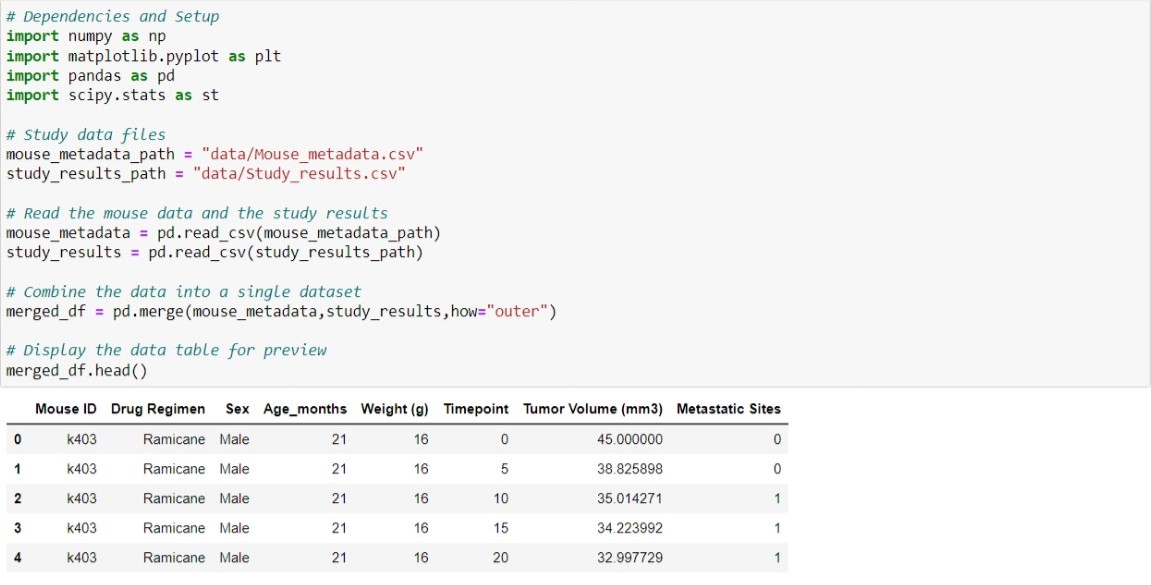 # Dependencies and Setup
import numpy as np
import matplotlib.pyplot as plt
import pandas as pd
import scipy.stats as st
# Study data files
mouse_metadata_path = "data/Mouse_metadata.csv"
study_results_path = "data/Study_results.csv"
# Read the mouse data and the study results
mouse_metadata = pd.read_csv(mouse_metadata_path)
study_results = pd.read_csv(study_results_path)
# Combine the data into a single dataset
merged_df = pd.merge(mouse_metadata,study_results,how="outer")
# Display the data table for preview
merged_df.head()
Mouse ID Drug Regimen Sex Age_months Weight (g) Timepoint Tumor Volume (mm3) Metastatic Sites
0 k403 Ramicane Male 21 16 0 45.000000 0
1 k403 Ramicane Male 21 16 5 38.825898 0
2 k403 Ramicane Male 21 16 10 35.014271 1
3 k403 Ramicane Male 21 16 15 34.223992 1
4 k403 Ramicane Male 21 16 20 32.997729 1